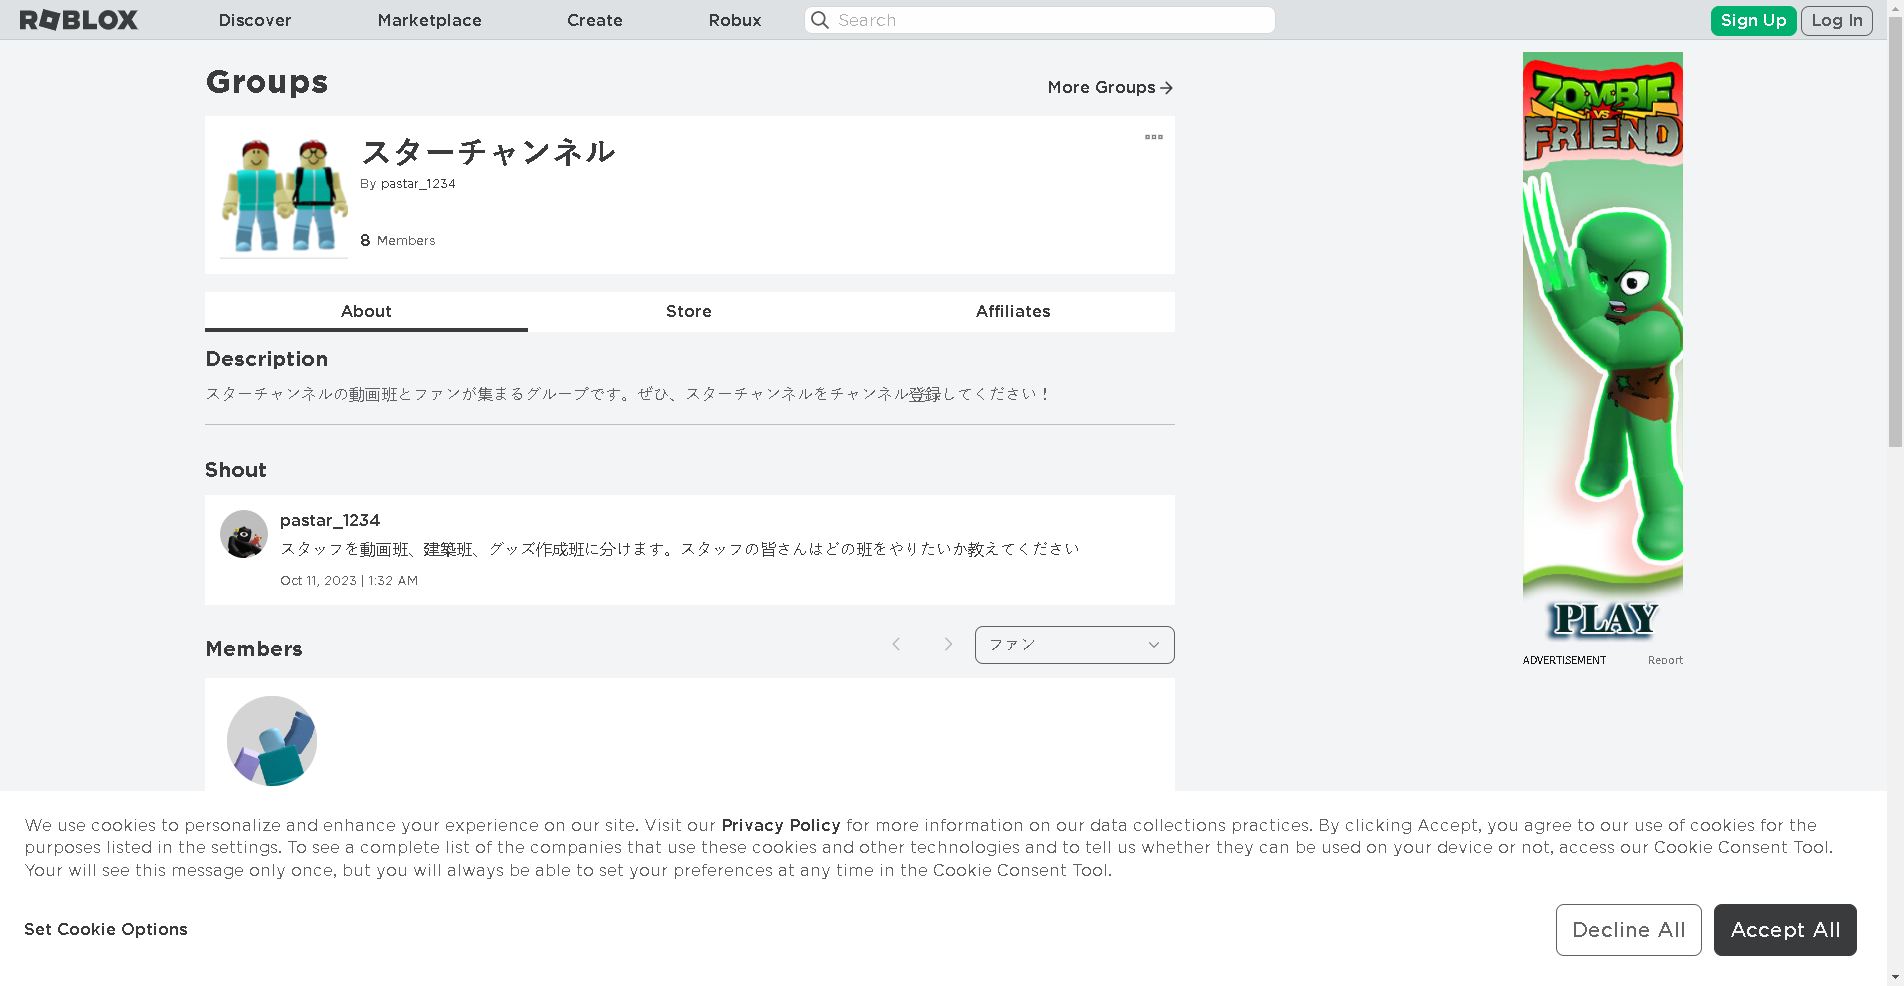 ROBLOX
Discover
Marketplace
Create
Robux
Search
Sign Up
Log In
Groups
More Groups
スターチャンネル
By pastar_1234
8 Members
About
Store
Affiliates
Description
スターチャンネルの動画班とファンが集まるグループです。ぜひ、スターチャンネルをチャンネル登録してください！
Shout
pastar_1234
スタッフを動画班、建築班、グッズ作成班に分けます。スタッフの皆さんはどの班をやりたいか教えてください
Oct 11, 2023 | 1:32 AM
Members
ファン
ZOMBIE
VS
FRIEND
PLAY
ADVERTISEMENT
Report
We use cookies to personalize and enhance your experience on our site. Visit our Privacy Policy for more information on our data collections practices. By clicking Accept, you agree to our use of cookies for the
purposes listed in the settings. To see a complete list of the companies that use these cookies and other technologies and to tell us whether they can be used on your device or not, access our Cookie Consent Tool.
Your will see this message only once, but you will always be able to set your preferences at any time in the Cookie Consent Tool.
Set Cookie Options
Decline All
Accept All